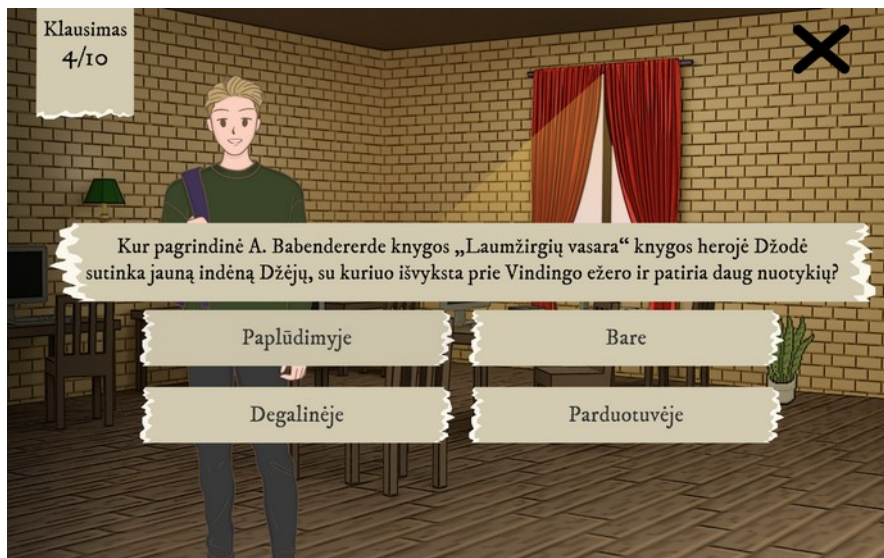 Klausimas
4/10
Kur pagrindinė A. Babendererde knygos „Laumžirgių vasara“ knygos herojė Džodė
sutinka jauną indėną Džėjų, su kuriuo išvyksta prie Vindingo ežero ir patiria daug nuotykių?
Paplūdimyje
Bare
Degalinėje
Parduotuvėje